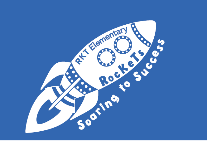 RKT Elementary
RocKeTs
Soaring to Success